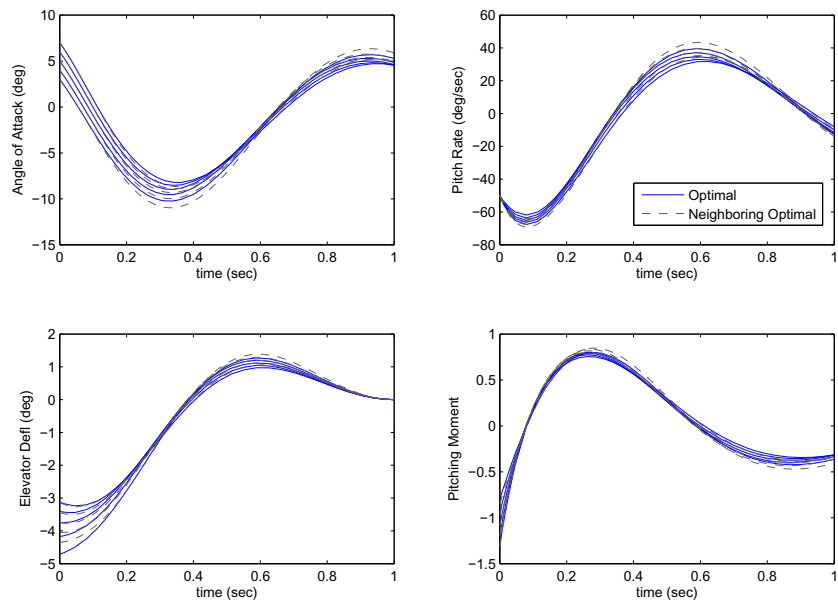 10
5
0
−5
−10
−15
Angle of Attack (deg)
0 0.2 0.4 0.6 0.8 1
time (sec)
60
40
20
0
−20
−40
−60
−80
Pitch Rate (deg/sec)
Optimal
Neighboring Optimal
0 0.2 0.4 0.6 0.8 1
time (sec)
2
1
0
−1
−2
−3
−4
−5
Elevator Defl (deg)
0 0.2 0.4 0.6 0.8 1
time (sec)
1
0.5
0
−0.5
−1
−1.5
Pitching Moment
0 0.2 0.4 0.6 0.8 1
time (sec)